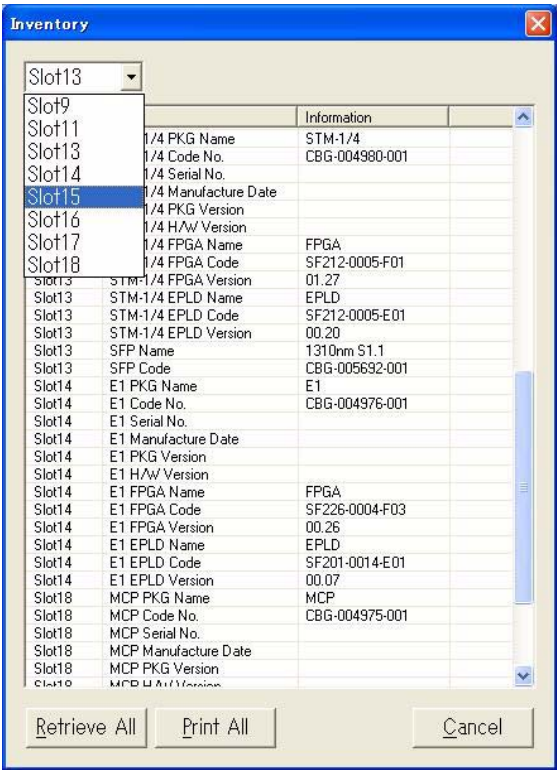 Inventory
Slot13
Slot9
Slot11
Slot13
Slot14
Slot15
Slot16
Slot17
Slot18
Information
1/4 PKG Name STM-1/4
1/4 Code No. CBG-004980-001
1/4 Serial No.
1/4 Manufacture Date
1/4 PKG Version
1/4 H/W Version
1/4 FPGA Name FPGA
1/4 FPGA Code SF212-0005-F01
Slot13 STM-1/4 FPGA Version 01.27
Slot13 STM-1/4 EPLD Name EPLD
Slot13 STM-1/4 EPLD Code SF212-0005-E01
Slot13 STM-1/4 EPLD Version 00.20
Slot13 SFP Name 1310nm S1.1
Slot13 SFP Code CBG-005692-001
Slot14 E1 PKG Name E1
Slot14 E1 Code No. CBG-004976-001
Slot14 E1 Serial No.
Slot14 E1 Manufacture Date
Slot14 E1 PKG Version
Slot14 E1 H/W Version
Slot14 E1 FPGA Name FPGA
Slot14 E1 FPGA Code SF226-0004-F03
Slot14 E1 FPGA Version 00.26
Slot14 E1 EPLD Name EPLD
Slot14 E1 EPLD Code SF201-0014-E01
Slot14 E1 EPLD Version 00.07
Slot18 MCP PKG Name MCP
Slot18 MCP Code No. CBG-004975-001
Slot18 MCP Serial No.
Slot18 MCP Manufacture Date
Slot18 MCP PKG Version
Slot18 MCP H/W Version
Retrieve All Print All Cancel